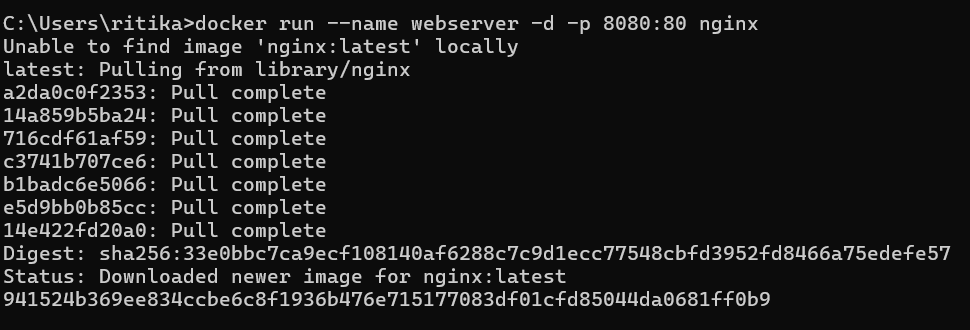 C:\Users\ritika>docker run --name webserver -d -p 8080:80 nginx
Unable to find image 'nginx:latest' locally
latest: Pulling from library/nginx
a2da0c0f2353: Pull complete
14a859b5ba24: Pull complete
716cdf61af59: Pull complete
c3741b707ce6: Pull complete
b1badc6e5066: Pull complete
e5d9bb0b85cc: Pull complete
14e422fd20a0: Pull complete
Digest: sha256:33e0bbc7ca9ecf108140af6288c7c9d1ecc77548cbfd3952fd8466a75edefe57
Status: Downloaded newer image for nginx:latest
941524b369ee834ccbe6c8f1936b476e715177083df01cfd85044da0681ff0b9